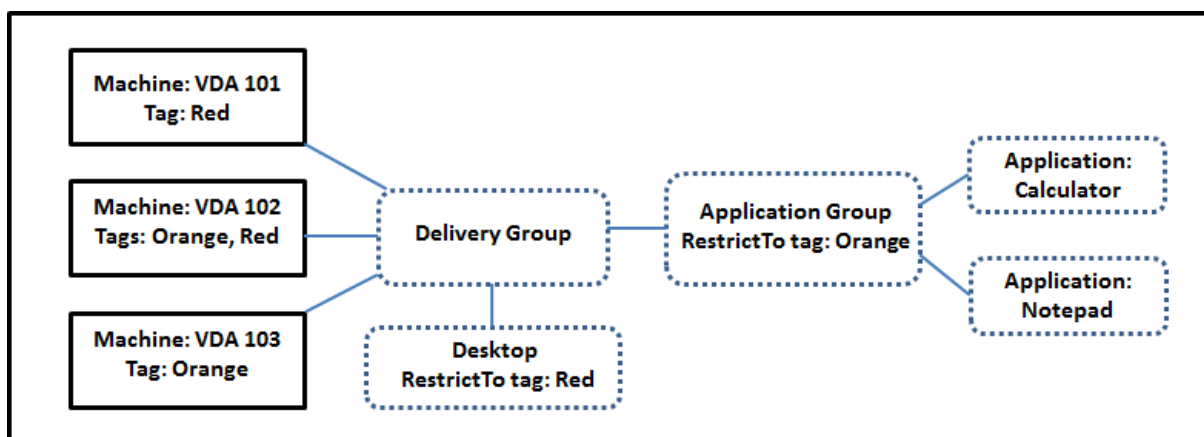 Machine: VDA 101
Tag: Red
Machine: VDA 102
Tags: Orange, Red
Machine: VDA 103
Tag: Orange
Delivery Group
Desktop
RestrictTo tag: Red
Application Group
RestrictTo tag: Orange
Application:
Calculator
Application:
Notepad